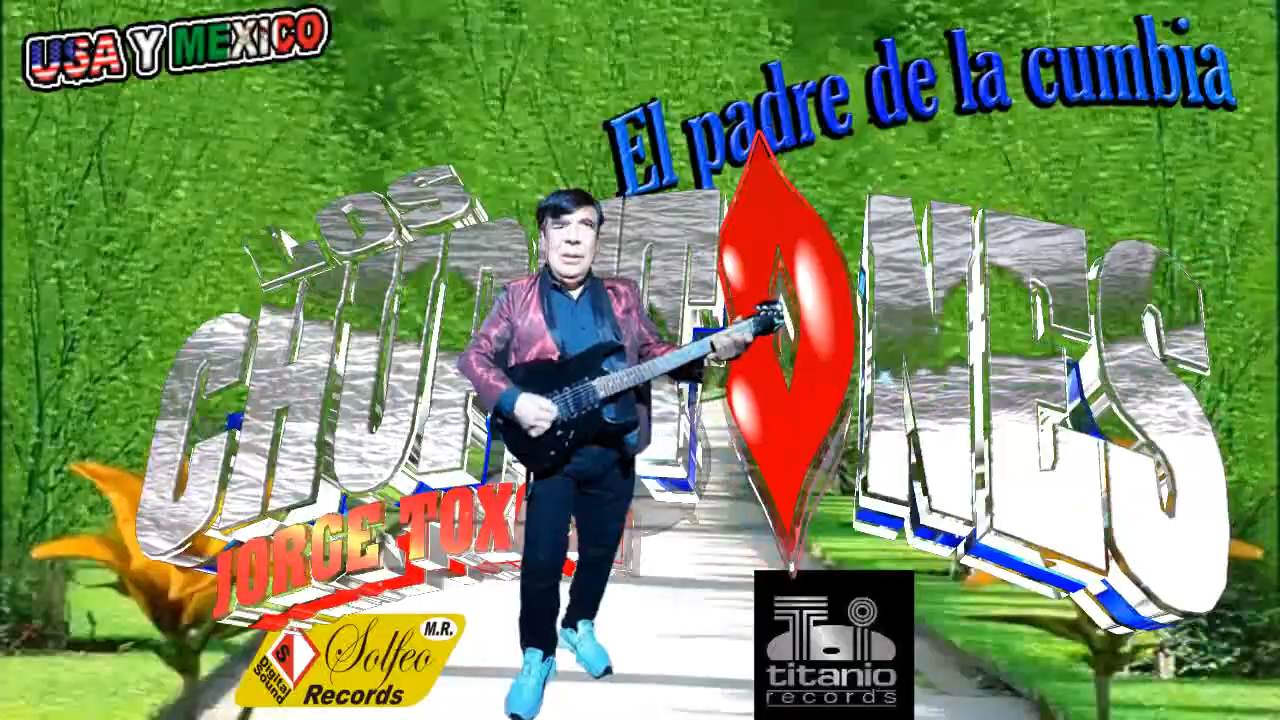 USA Y MEXICO
El padre de la cumbia
LOS
JORGE
Solfeo
M.R.
S
Digital Sound
Records
titanio
records